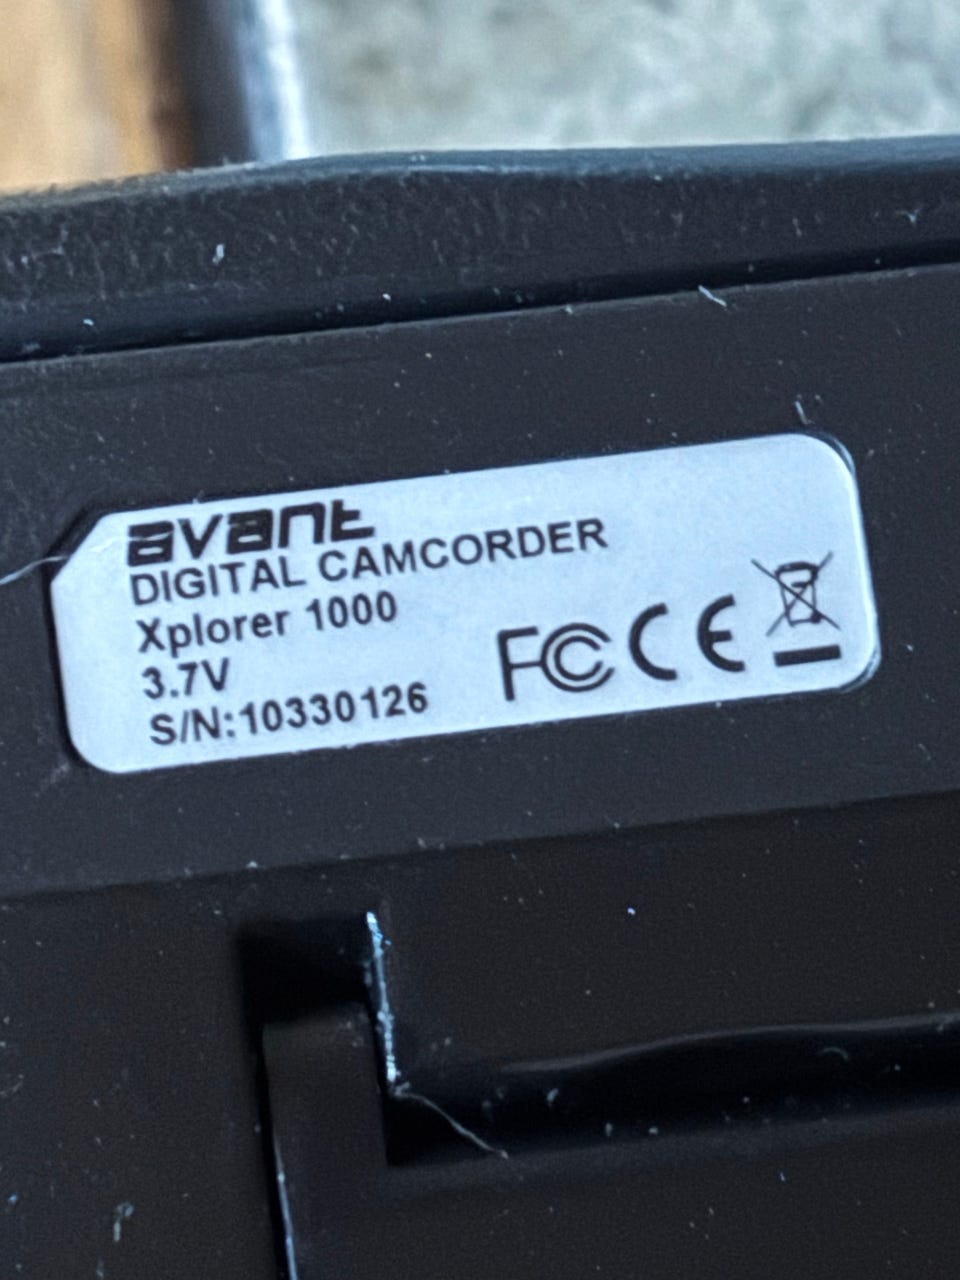 avant
DIGITAL CAMCORDER
Xplorer 1000
3.7V
S/N:10330126
FC CE